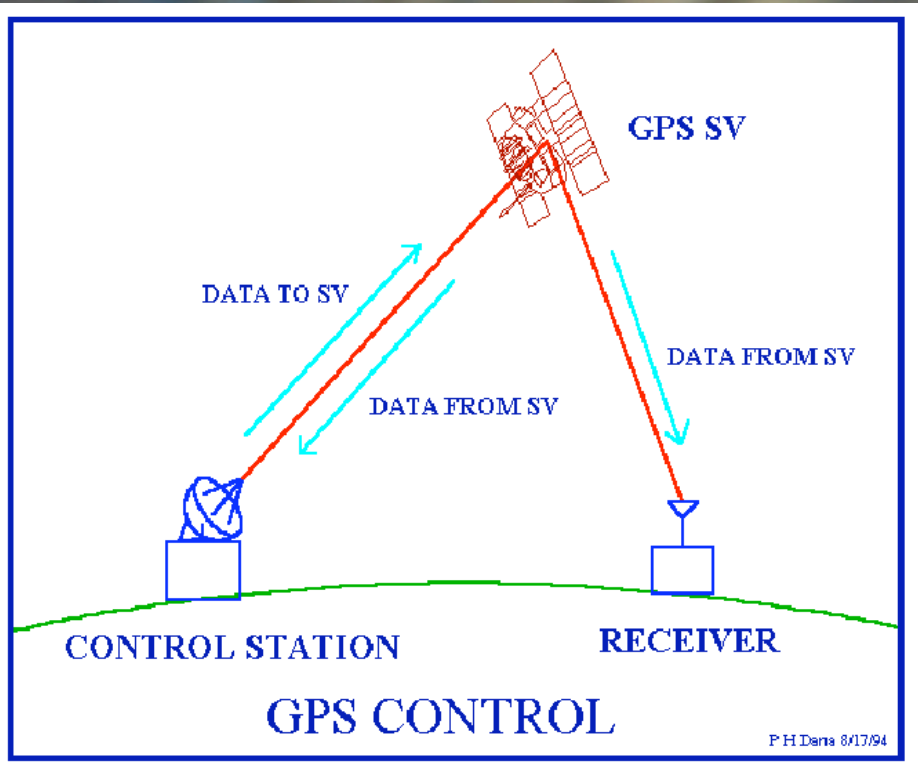 GPS SV
DATA TO SV
DATA FROM SV
DATA FROM SV
CONTROL STATION
RECEIVER
GPS CONTROL
P H Dana 8/17/94